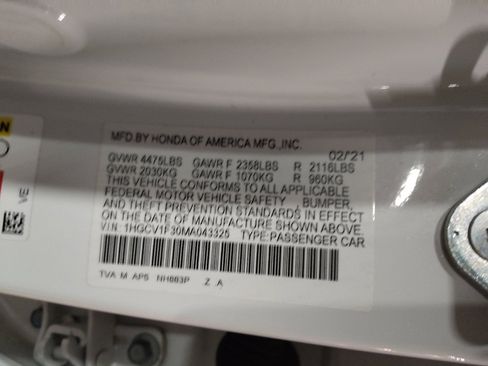 MFD BY HONDA OF AMERICA MFG., INC. 02/21
GVWR 4475LBS GAWR F 2358LBS R 2116LBS
GVWR 2030KG GAWR F 1070KG R 960KG
THIS VEHICLE CONFORMS TO ALL APPLICABLE
FEDERAL MOTOR VEHICLE SAFETY, BUMPER,
AND THEFT PREVENTION STANDARDS IN EFFECT
ON THE DATE OF MANUFACTURE SHOWN ABOVE.
V.I.N: 1HGCV1F30MA043325 TYPE:PASSENGER CAR
TVA M AP5 NH883P Z A
VIE